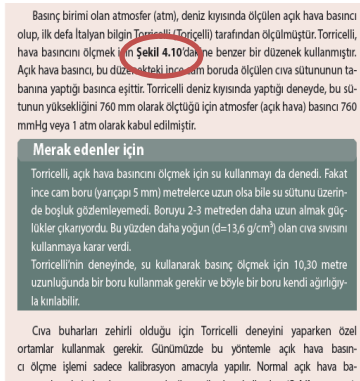 Basınç birimi olan atmosfer (atm), deniz kıyısında ölçülen açık hava basıncı
olup, ilk defa İtalyan bilgin Torricelli (Toriçelli) tarafından ölçülmüştür. Torricelli,
hava basıncını ölçmek için Şekil 4.10'dakine benzer bir düzenek kullanmıştır.
Açık hava basıncı, bu düzenekteki ince cam boruda ölçülen cıva sütununun ta-
banına yaptığı basınca eşittir. Torricelli deniz kıyısında yaptığı deneyde, bu sü-
tunun yüksekliğini 760 mm olarak ölçtüğü için atmosfer (açık hava) basıncı 760
mmHg veya 1 atm olarak kabul edilmiştir.
Merak edenler için
Torricelli, açık hava basıncını ölçmek için su kullanmayı da denedi. Fakat
ince cam boru (yarıçapı 5 mm) metrelerce uzun olsa bile su sütunu üzerin-
de boşluk gözlemleyemedi. Boruyu 2-3 metreden daha uzun almak güç-
lükler çıkarıyordu. Bu yüzden daha yoğun (d=13,6 g/cm³) olan cıva sıvısını
kullanmaya karar verdi.
Torricelli'nin deneyinde, su kullanarak basınç ölçmek için 10,30 metre
uzunluğunda bir boru kullanmak gerekir ve böyle bir boru kendi ağırlığıy-
la kırılabilir.
Cıva buharları zehirli olduğu için Torricelli deneyini yaparken özel
ortamlar kullanmak gerekir. Günümüzde bu yöntemle açık hava basın-
cı ölçme işlemi sadece kalibrasyon amacıyla yapılır. Normal açık hava ba-